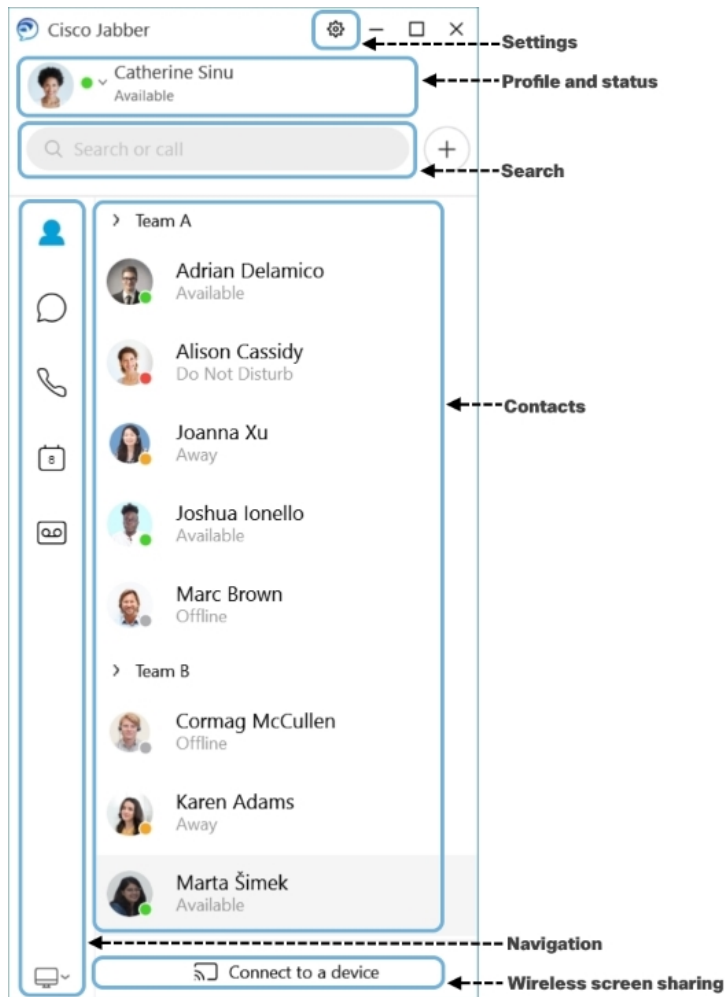 Cisco Jabber
Settings
Catherine Sinu
Available
Profile and status
Search or call
Search
Team A
Adrian Delamico
Available
Alison Cassidy
Do Not Disturb
Contacts
Joanna Xu
Away
8
Joshua Ionello
Available
Marc Brown
Offline
Team B
Cormag McCullen
Offline
Karen Adams
Away
Marta Šimek
Available
Navigation
Connect to a device
Wireless screen sharing